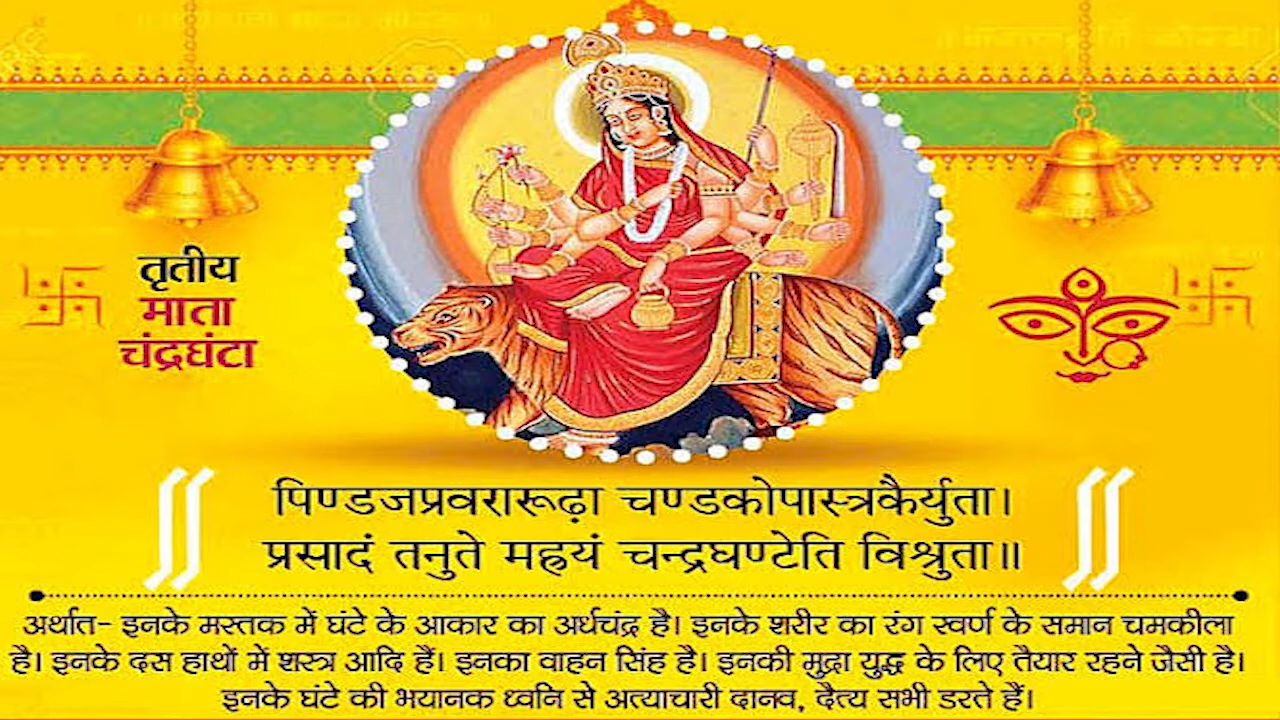 तृतीय
माता
चंद्रघंटा
पिण्डजप्रवरारूढ़ा चण्डकोपास्त्रकैर्युता।
प्रसादं तनुते मह्रयं चन्द्रघण्टेति विश्रुता॥
अर्थात- इनके मस्तक में घंटे के आकार का अर्धचंद्र है। इनके शरीर का रंग स्वर्ण के समान चमकीला
है। इनके दस हाथों में शस्त्र आदि हैं। इनका वाहन सिंह है। इनकी मुद्रा युद्ध के लिए तैयार रहने जैसी है।
इनके घंटे की भयानक ध्वनि से अत्याचारी दानव, दैत्य सभी डरते हैं।